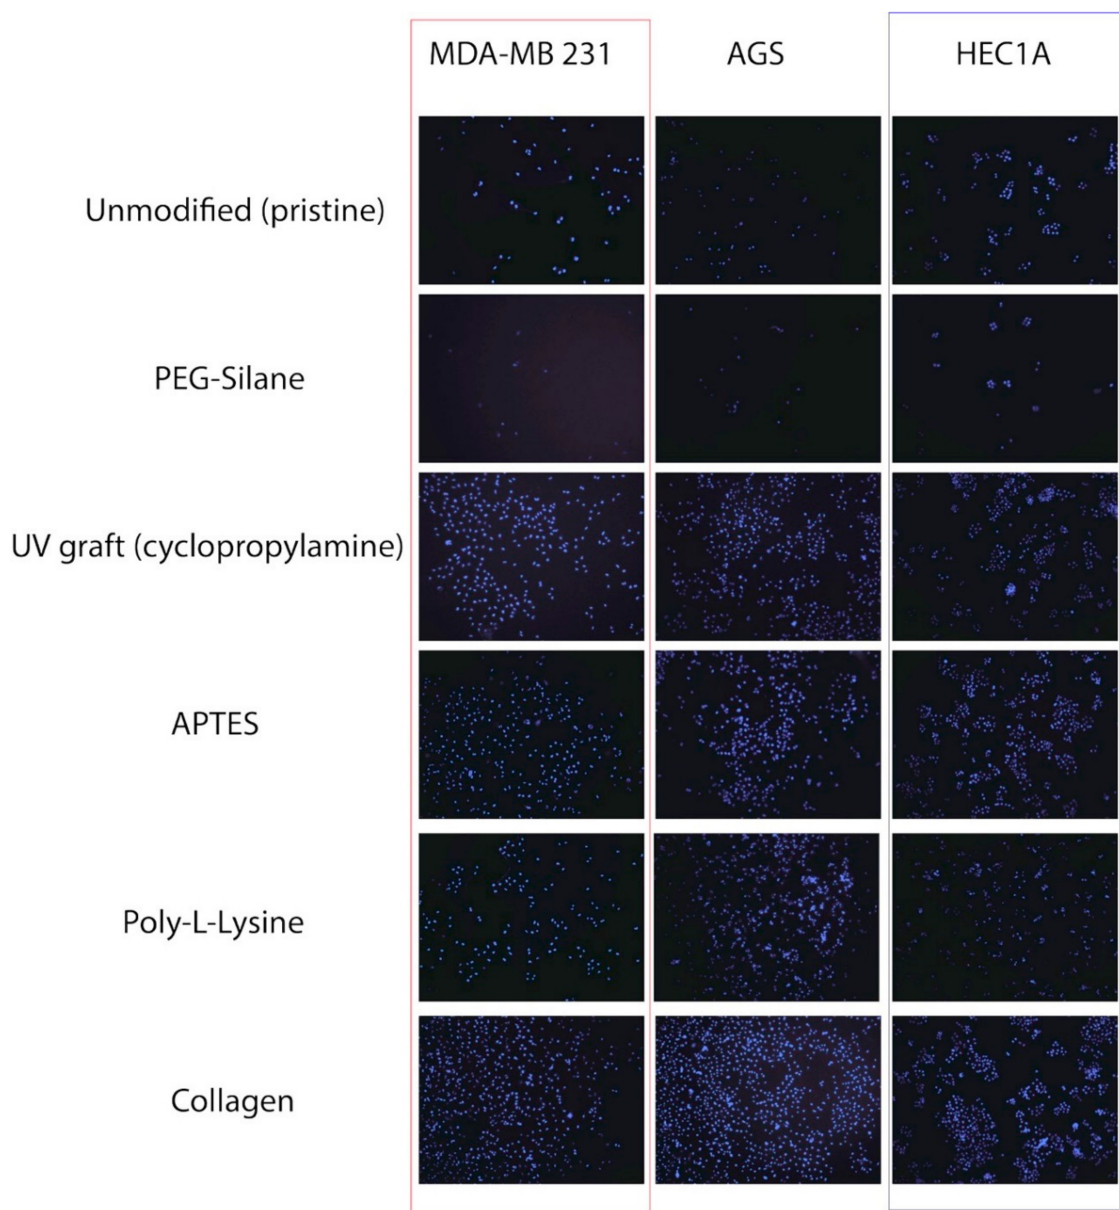 MDA-MB 231
AGS
HEC1A
Unmodified (pristine)
PEG-Silane
UV graft (cyclopropylamine)
APTES
Poly-L-Lysine
Collagen